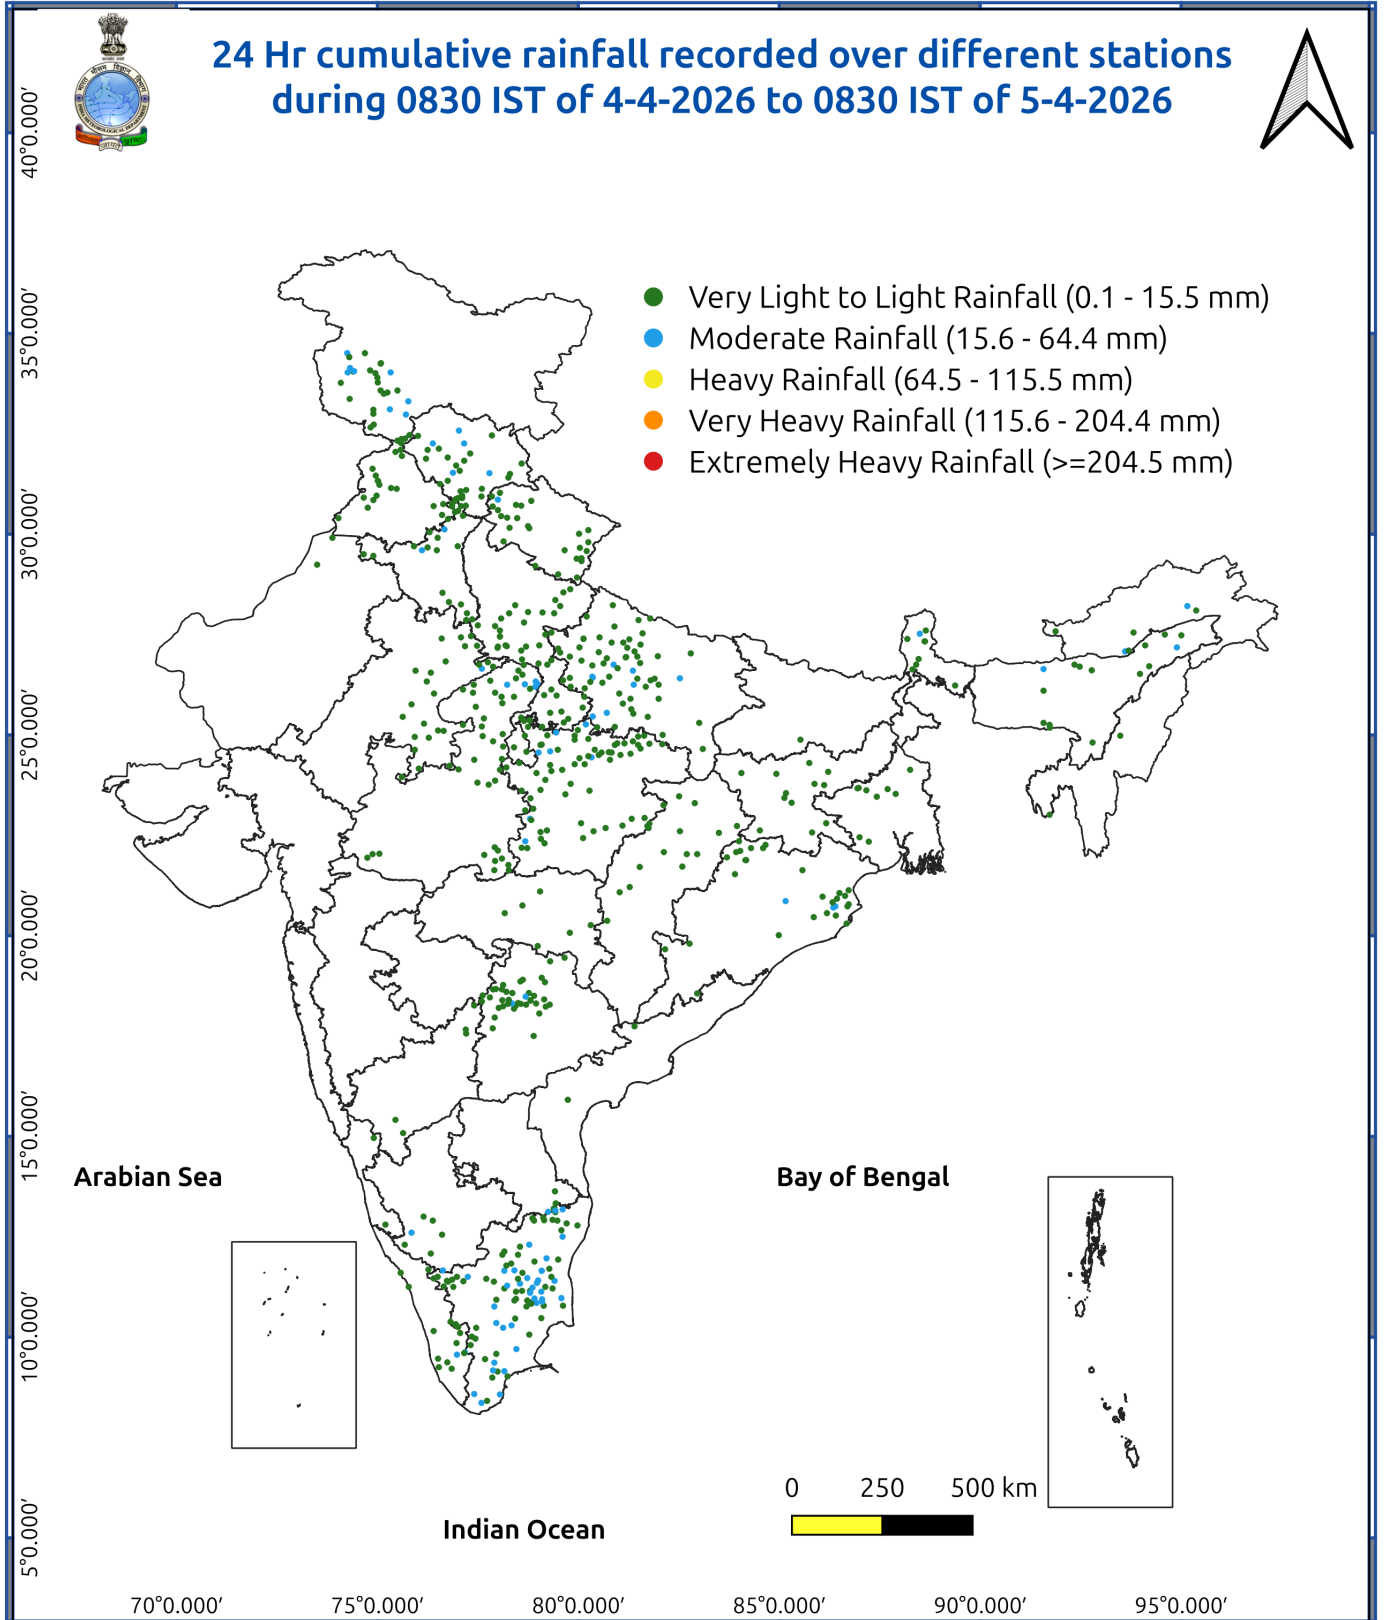 24 Hr cumulative rainfall recorded over different stations
during 0830 IST of 4-4-2026 to 0830 IST of 5-4-2026
Very Light to Light Rainfall (0.1 - 15.5 mm)
Moderate Rainfall (15.6 - 64.4 mm)
Heavy Rainfall (64.5 - 115.5 mm)
Very Heavy Rainfall (115.6 - 204.4 mm)
Extremely Heavy Rainfall (>=204.5 mm)
40°0.000′
35°0.000′
30°0.000′
25°0.000′
20°0.000′
15°0.000′
10°0.000′
5°0.000′
Arabian Sea
Bay of Bengal
Indian Ocean
0 250 500 km
70°0.000′ 75°0.000′ 80°0.000′ 85°0.000′ 90°0.000′ 95°0.000′